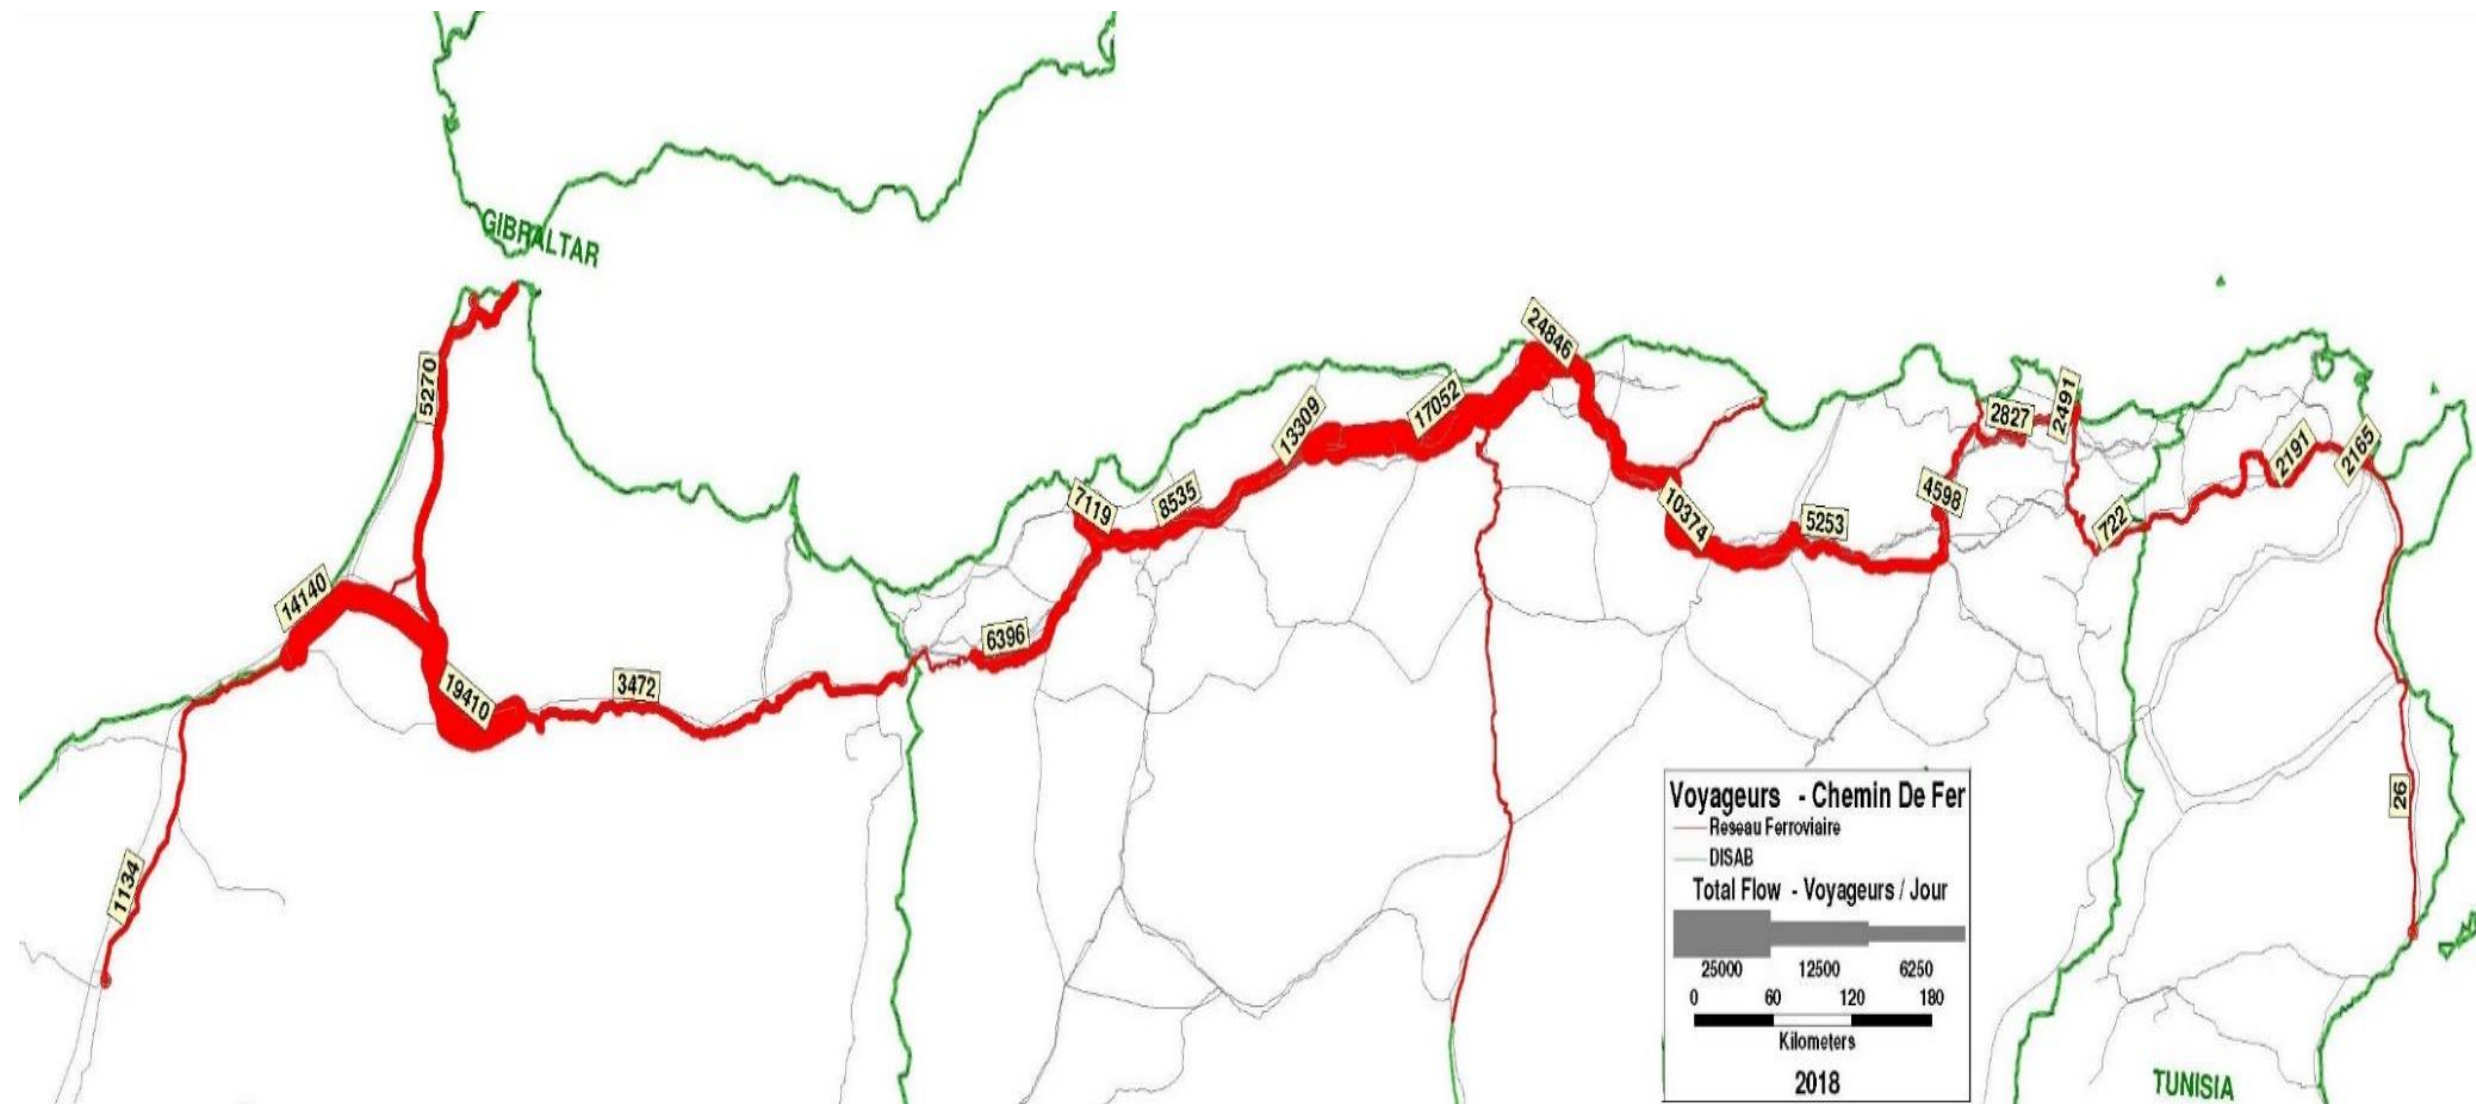 GIBRALTAR
24846
5270
2491
2827
17052
13309
2191
2165
7119
8535
4598
10374
5253
722
14140
6396
3472
19410
1134
26
Voyageurs - Chemin De Fer
Reseau Ferroviaire
DISAB
Total Flow - Voyageurs / Jour
25000 12500 6250
0 60 120 180
Kilometers
2018
TUNISIA